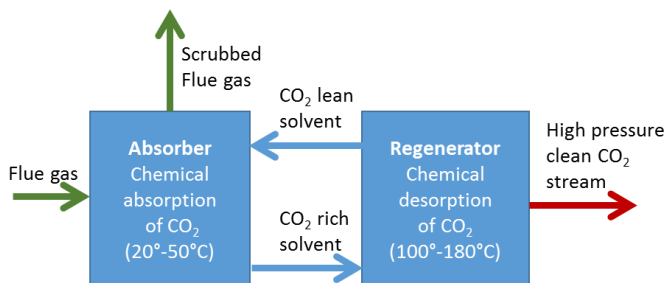 Scrubbed
Flue gas
CO₂ lean
solvent
Flue gas
Absorber
Chemical
absorption
of CO₂
(20°-50°C)
CO₂ rich
solvent
Regenerator
Chemical
desorption
of CO₂
(100°-180°C)
High pressure
clean CO₂
stream